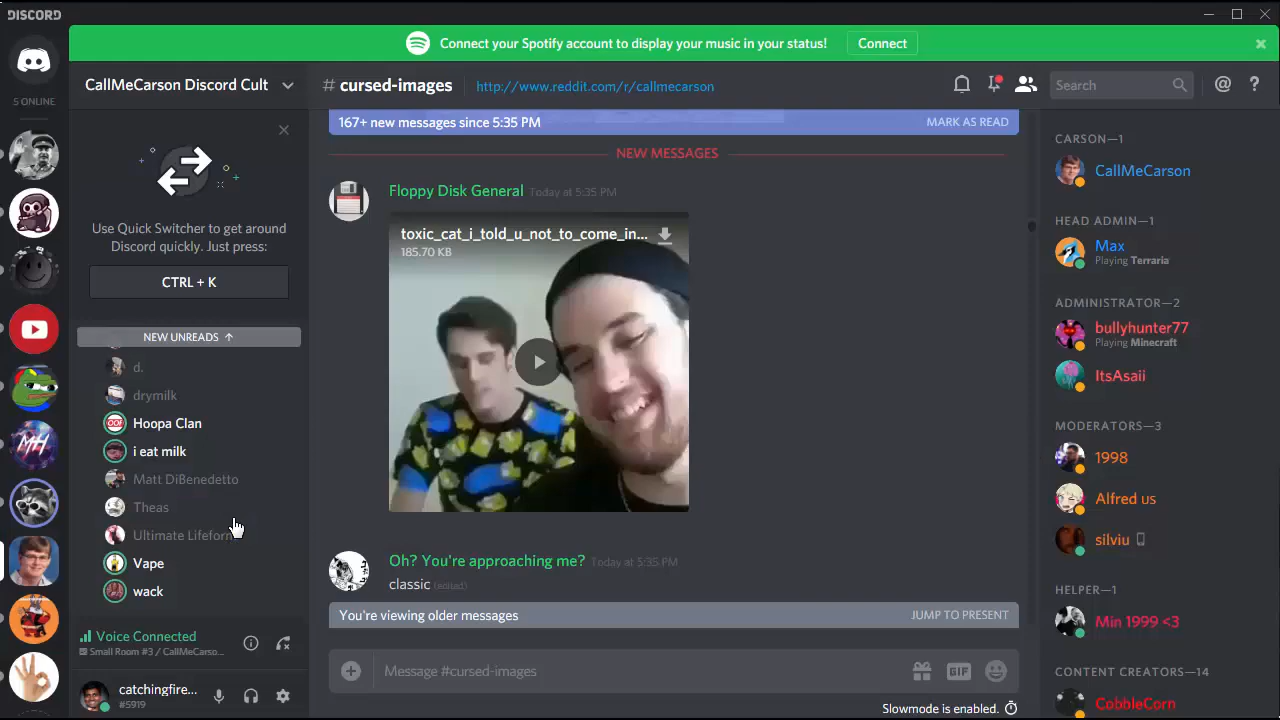 DISCORD
Connect your Spotify account to display your music in your status!
Connect
CallMeCarson Discord Cult
# cursed-images
http://www.reddit.com/r/callmecarson
Search
5 ONLINE
Use Quick Switcher to get around
Discord quickly. Just press:
CTRL + K
NEW UNREADS ↑
d.
drymilk
Hoopa Clan
i eat milk
Matt DiBenedetto
Theas
Ultimate Lifeform
Vape
wack
Voice Connected
Small Room #3 / CallMeCarso...
catchingfire...
#5919
167+ new messages since 5:35 PM
MARK AS READ
NEW MESSAGES
Floppy Disk General Today at 5:35 PM
toxic_cat_i_told_u_not_to_come_in...
185.70 KB
Oh? You're approaching me? Today at 5:35 PM
classic (edited)
You're viewing older messages
JUMP TO PRESENT
Message #cursed-images
GIF
Slowmode is enabled.
CARSON—1
CallMeCarson
HEAD ADMIN—1
Max
Playing Terraria
ADMINISTRATOR—2
bullyhunter77
Playing Minecraft
ItsAsaii
MODERATORS—3
1998
Alfred us
silviu
HELPER—1
Min 1999 <3
CONTENT CREATORS—14
CobbleCorn